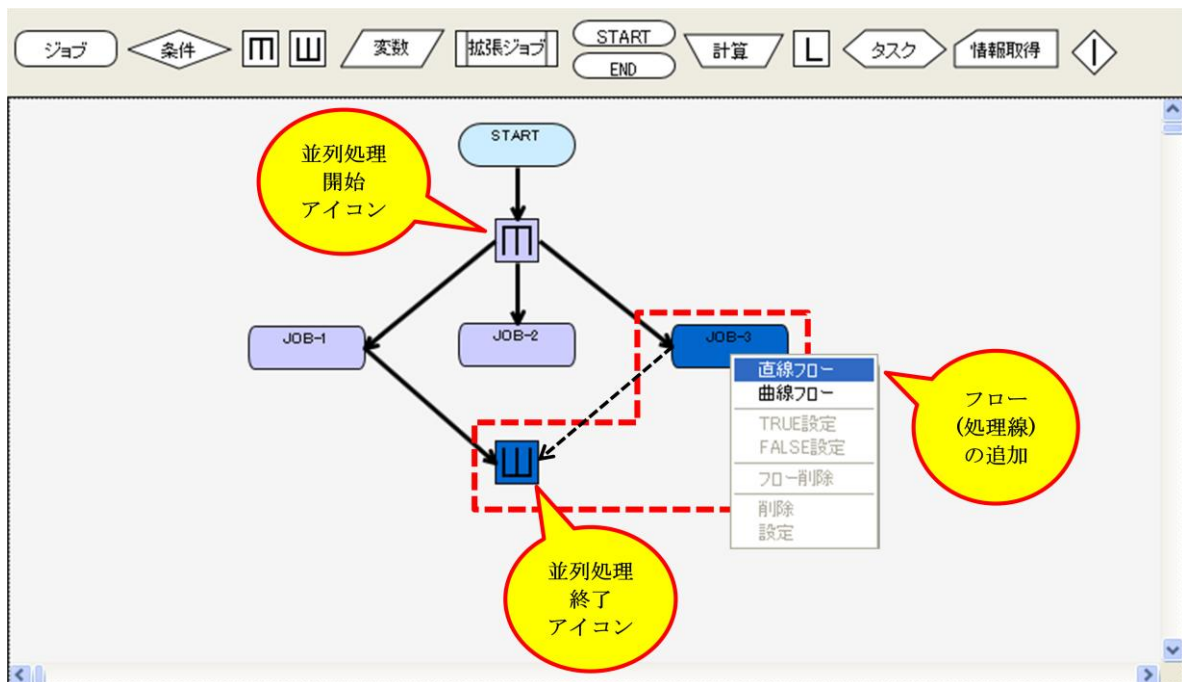 ジョブ
条件
変数
拡張ジョブ
START
END
計算
L
タスク
情報取得
START
並列処理
開始
アイコン
JOB-1
JOB-2
JOB-3
直線フロー
曲線フロー
TRUE設定
FALSE設定
フロー削除
削除
設定
フロー
(処理線)
の追加
並列処理
終了
アイコン